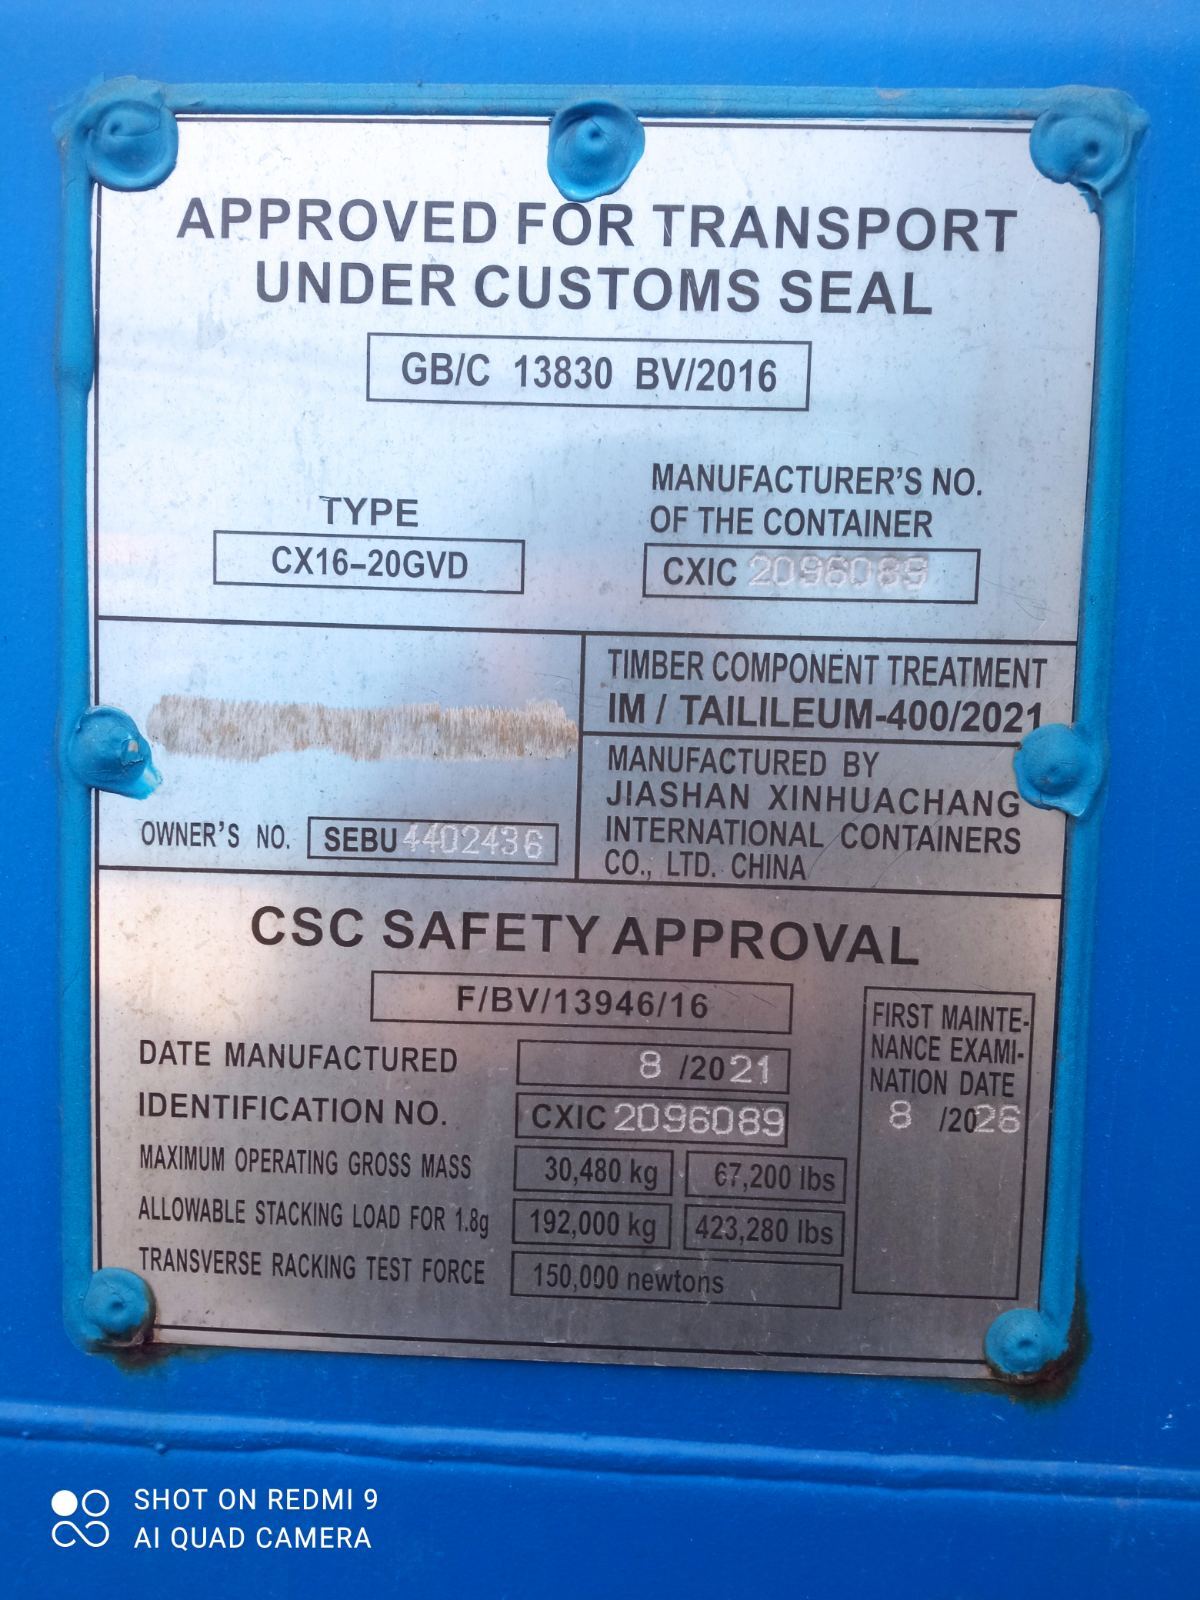 APPROVED FOR TRANSPORT
UNDER CUSTOMS SEAL
GB/C 13830 BV/2016
TYPE
CX16-20GVD
MANUFACTURER'S NO.
OF THE CONTAINER
CXIC 2096089
OWNER'S NO. SEBU 4402436
TIMBER COMPONENT TREATMENT
IM / TAILILEUM-400/2021
MANUFACTURED BY
JIASHAN XINHUACHANG
INTERNATIONAL CONTAINERS
CO., LTD. CHINA
CSC SAFETY APPROVAL
F/BV/13946/16
DATE MANUFACTURED 8 /2021
IDENTIFICATION NO. CXIC 2096089
MAXIMUM OPERATING GROSS MASS 30,480 kg 67,200 lbs
ALLOWABLE STACKING LOAD FOR 1.8g 192,000 kg 423,280 lbs
TRANSVERSE RACKING TEST FORCE 150,000 newtons
FIRST MAINTE-
NANCE EXAMI-
NATION DATE
8 /2026
SHOT ON REDMI 9
AI QUAD CAMERA